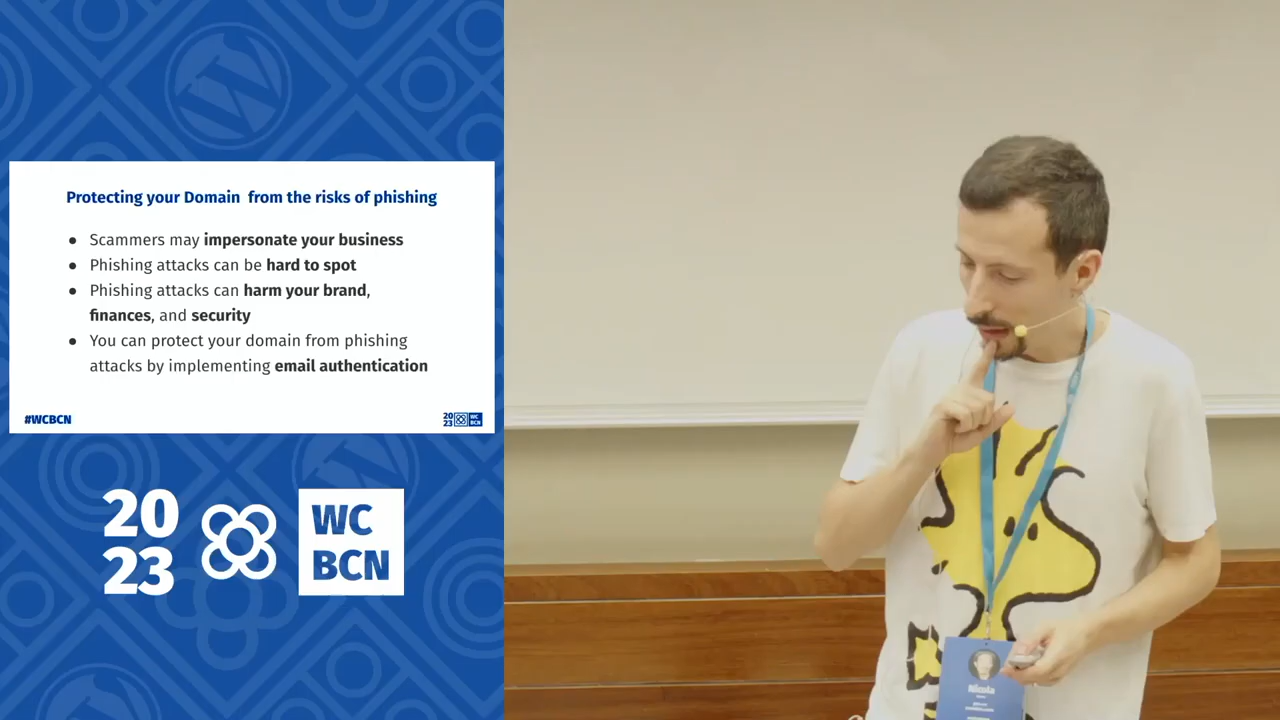 Protecting your Domain  from the risks of phishing
● Scammers may impersonate your business
● Phishing attacks can be hard to spot
● Phishing attacks can harm your brand,
finances, and security
● You can protect your domain from phishing
attacks by implementing email authentication
#WCBCN
20
23
WC
BCN
20
23
WC
BCN
Nicola